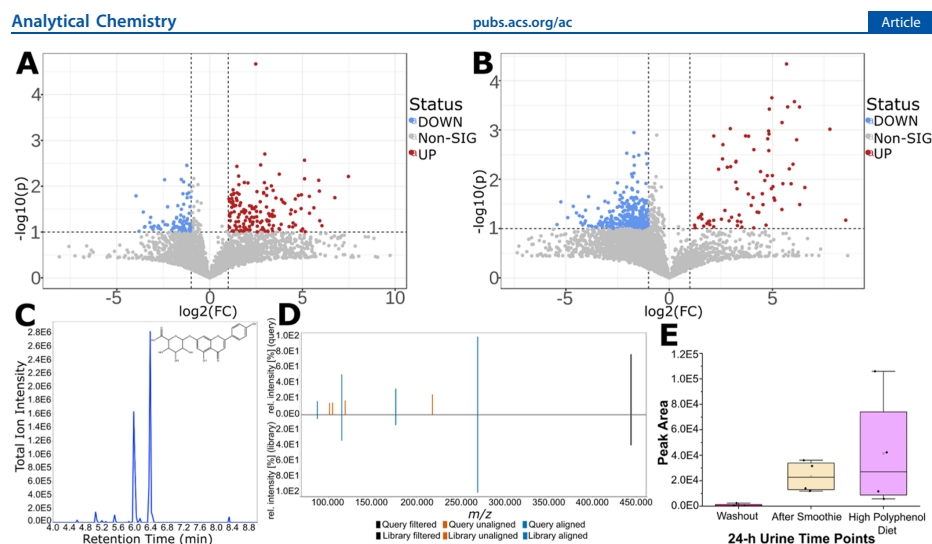 Analytical Chemistry pubs.acs.org/ac Article
A
-log10(p)
4
3
2
1
0
-5 0 5 10
log2(FC)
Status
DOWN
Non-SIG
UP
B
-log10(p)
4
3
2
1
0
-5 0 5
log2(FC)
Status
DOWN
Non-SIG
UP
C
Total Ion Intensity
2.8E6
2.6E6
2.4E6
2.2E6
2.0E6
1.8E6
1.6E6
1.4E6
1.2E6
1.0E6
8.0E5
6.0E5
4.0E5
2.0E5
0.0E0
4.0 4.4 4.8 5.2 5.6 6.0 6.4 6.8 7.2 7.6 8.0 8.4 8.8
Retention Time (min)
D
rel. intensity [%] (query)
rel. intensity [%] (library)
1.0E2
8.0E1
6.0E1
4.0E1
2.0E1
0.0E0
2.0E1
4.0E1
6.0E1
8.0E1
1.0E2
100.000 150.000 200.000 250.000 300.000 350.000 400.000 450.000
m/z
Query filtered Query unaligned Query aligned
Library filtered Library unaligned Library aligned
E
Peak Area
1.2E5
1.0E5
8.0E4
6.0E4
4.0E4
2.0E4
0.0E0
Washout After Smoothie High Polyphenol
Diet
24-h Urine Time Points